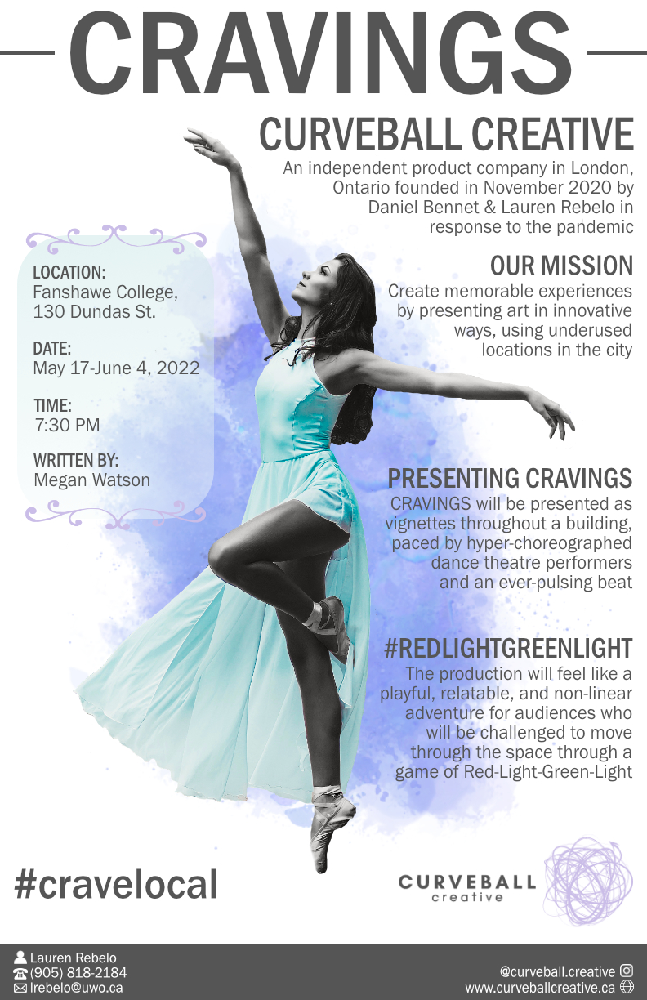 CRAVINGS
CURVEBALL CREATIVE
An independent product company in London,
Ontario founded in November 2020 by
Daniel Bennet & Lauren Rebelo in
response to the pandemic
OUR MISSION
Create memorable experiences
by presenting art in innovative
ways, using underused
locations in the city
LOCATION:
Fanshawe College,
130 Dundas St.
DATE:
May 17-June 4, 2022
TIME:
7:30 PM
WRITTEN BY:
Megan Watson
PRESENTING CRAVINGS
CRAVINGS will be presented as
vignettes throughout a building,
paced by hyper-choreographed
dance theatre performers
and an ever-pulsing beat
#REDLIGHTGREENLIGHT
The production will feel like a
playful, relatable, and non-linear
adventure for audiences who
will be challenged to move
through the space through a
game of Red-Light-Green-Light
#cravelocal
CURVEBALL
creative
Lauren Rebelo
(905) 818-2184
lrebelo@uwo.ca
@curveball.creative
www.curveballcreative.ca